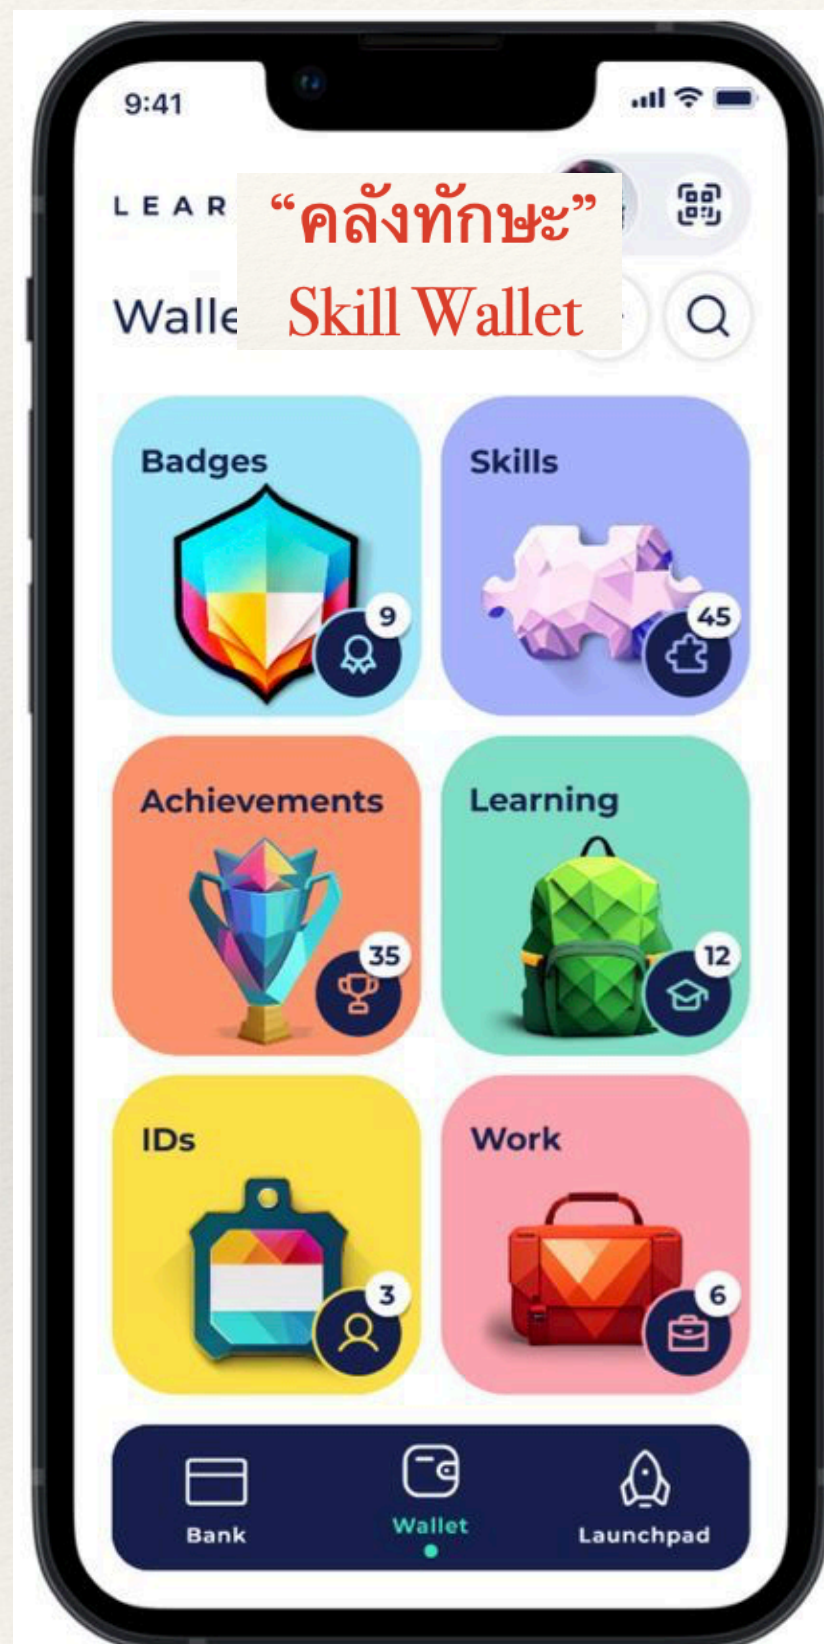 9:41
LEAR
“คลังทักษะ”
Walle
Skill Wallet
Badges
Skills
9
45
Achievements
Learning
35
12
IDs
Work
3
6
Bank
Wallet
Launchpad